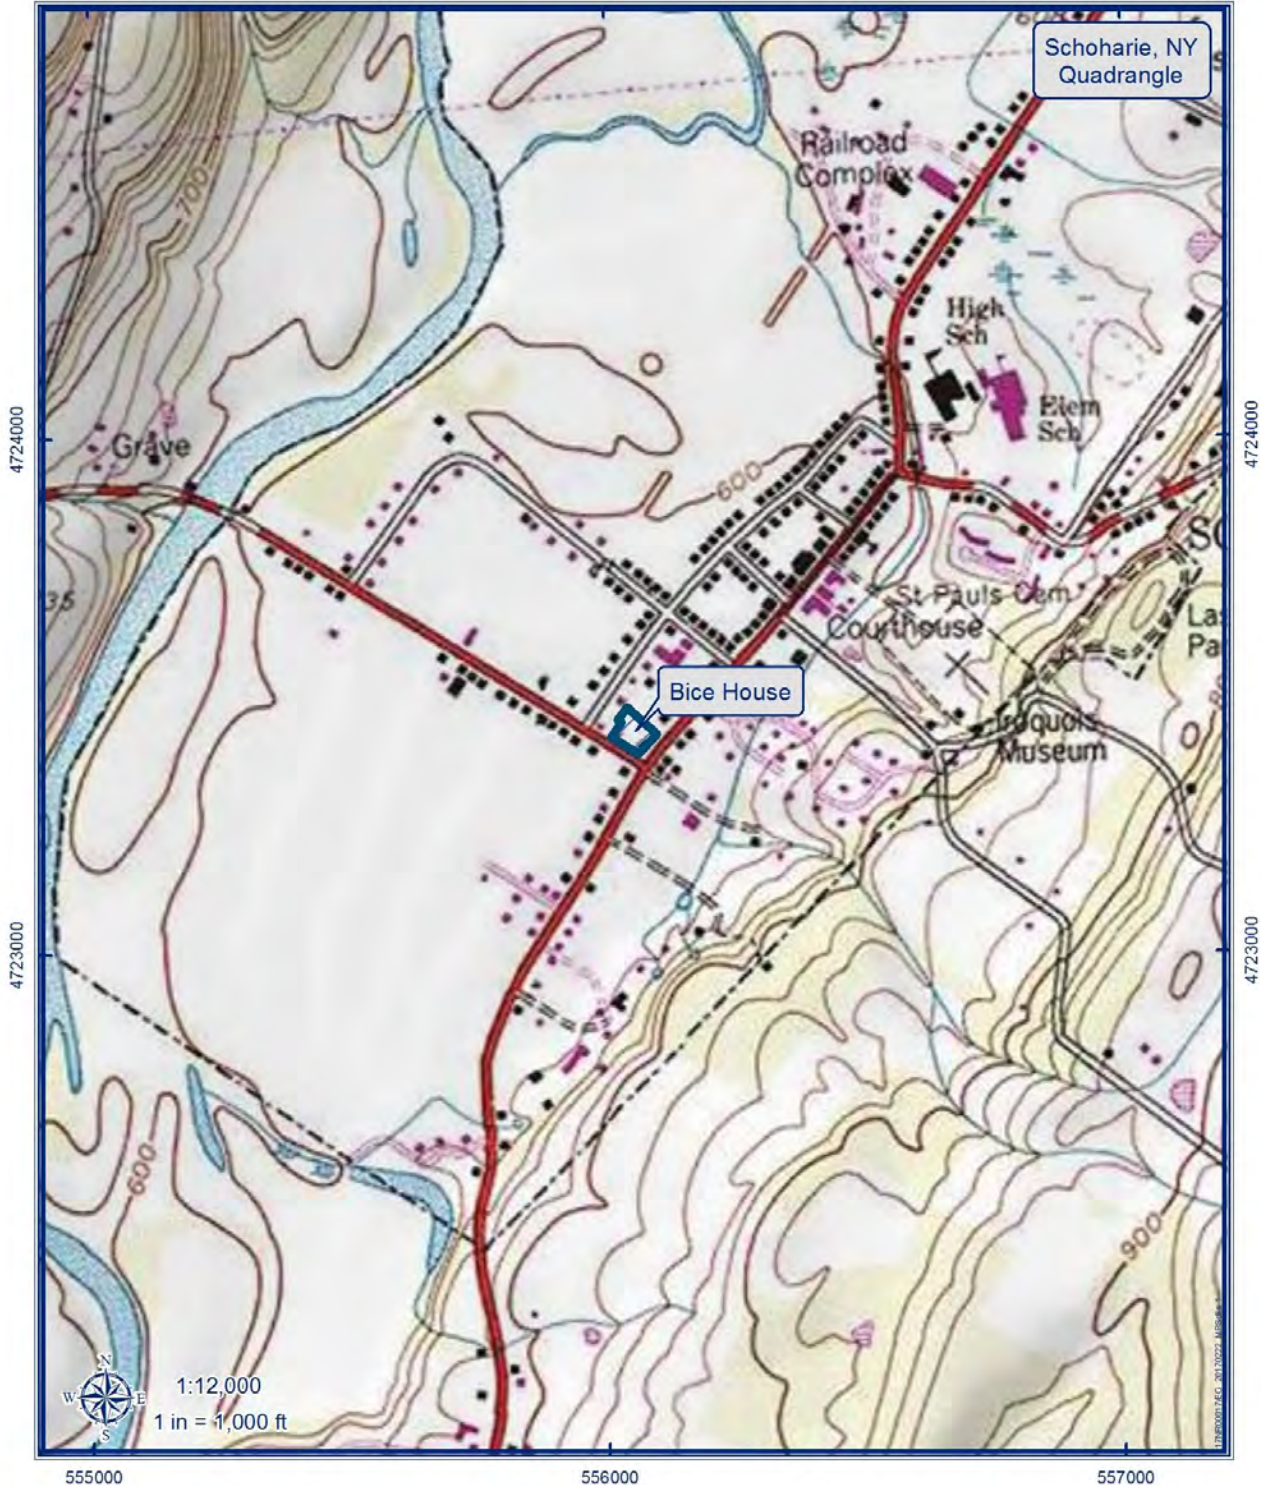 Schoharie, NY
Quadrangle
Railroad
Complex
700
High
Sch
Elem
Sch
4724000
4724000
Grave
600
35
St Pauls Cem
Courthouse
Bice House
Iroquois
Museum
4723000
4723000
600
900
N
W
E
S
1:12,000
1 in = 1,000 ft
555000
556000
557000